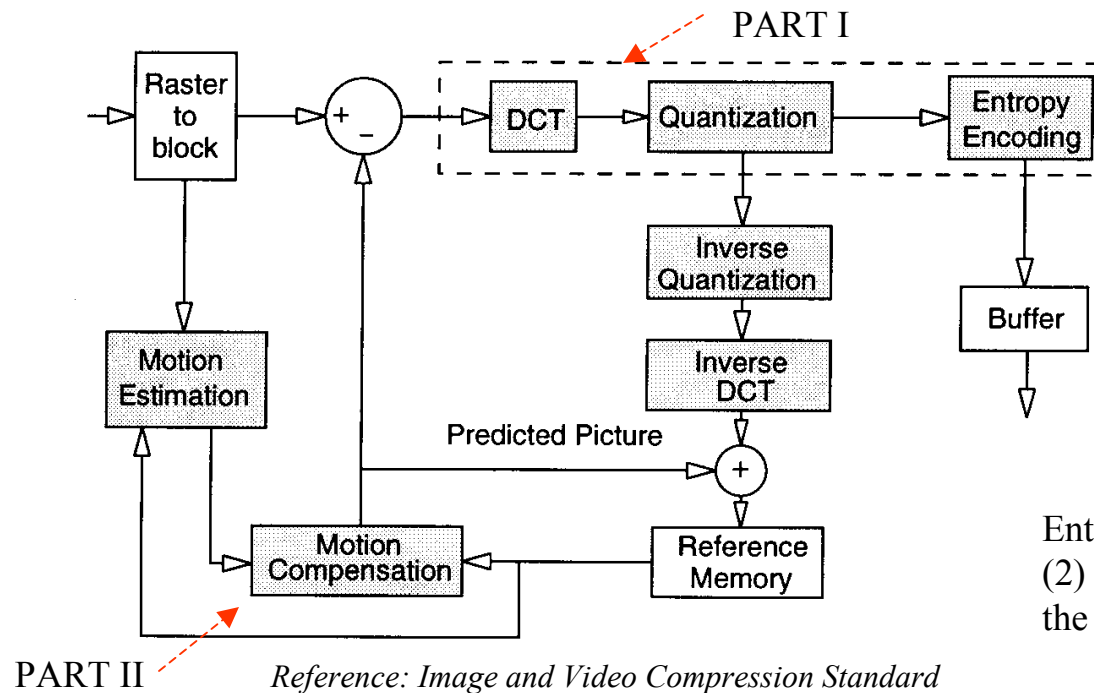 PART I
Raster
to
block
+
−
DCT
Quantization
Entropy
Encoding
Inverse
Quantization
Buffer
Motion
Estimation
Inverse
DCT
Predicted Picture
+
Motion
Compensation
Reference
Memory
Ent
(2)
the
PART II
Reference: Image and Video Compression Standard